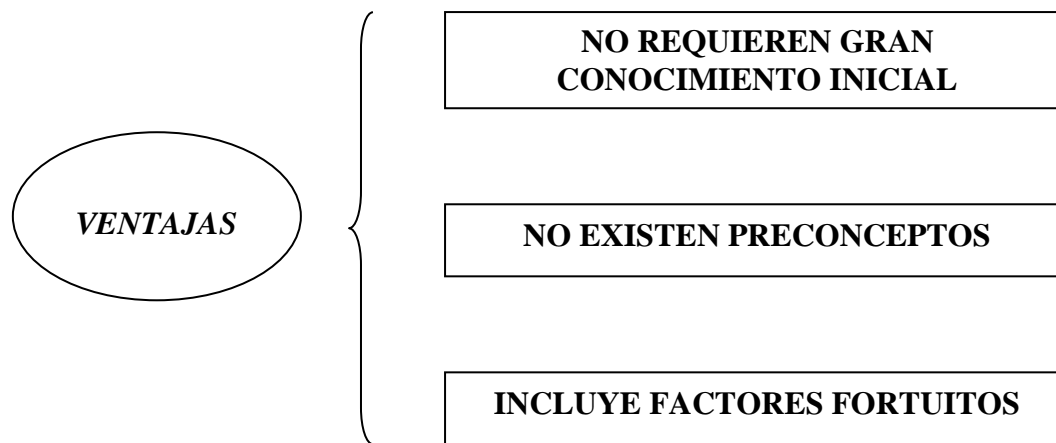 NO REQUIEREN GRAN
CONOCIMIENTO INICIAL
VENTAJAS
NO EXISTEN PRECONCEPTOS
INCLUYE FACTORES FORTUITOS